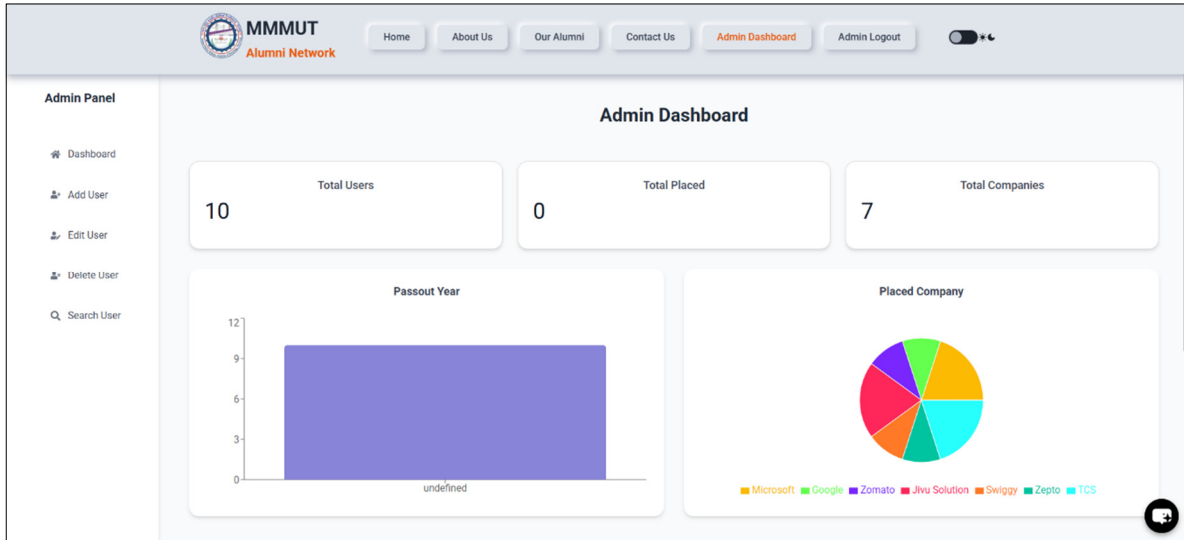 MMMUT
Alumni Network
Home
About Us
Our Alumni
Contact Us
Admin Dashboard
Admin Logout
Admin Panel
Dashboard
Add User
Edit User
Delete User
Search User
Admin Dashboard
Total Users
10
Total Placed
0
Total Companies
7
Passout Year
12
9
6
3
0
undefined
Placed Company
Microsoft Google Zomato Jivu Solution Swiggy Zepto TCS